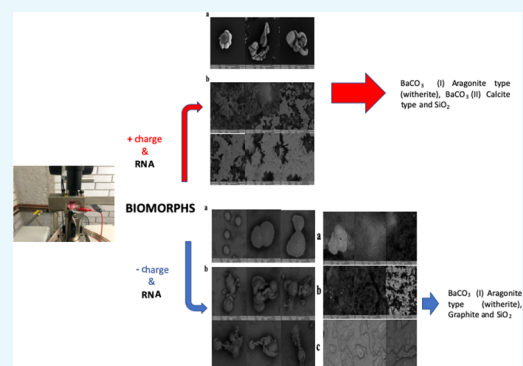 a
b
BaCO₃ (I) Aragonite type
(witherite), BaCO₃ (II) Calcite
type and SiO₂
+ charge
&
RNA
BIOMORPHS
- charge
&
RNA
a
b
a
b
c
BaCO₃ (I) Aragonite
type (witherite),
Graphite and SiO₂